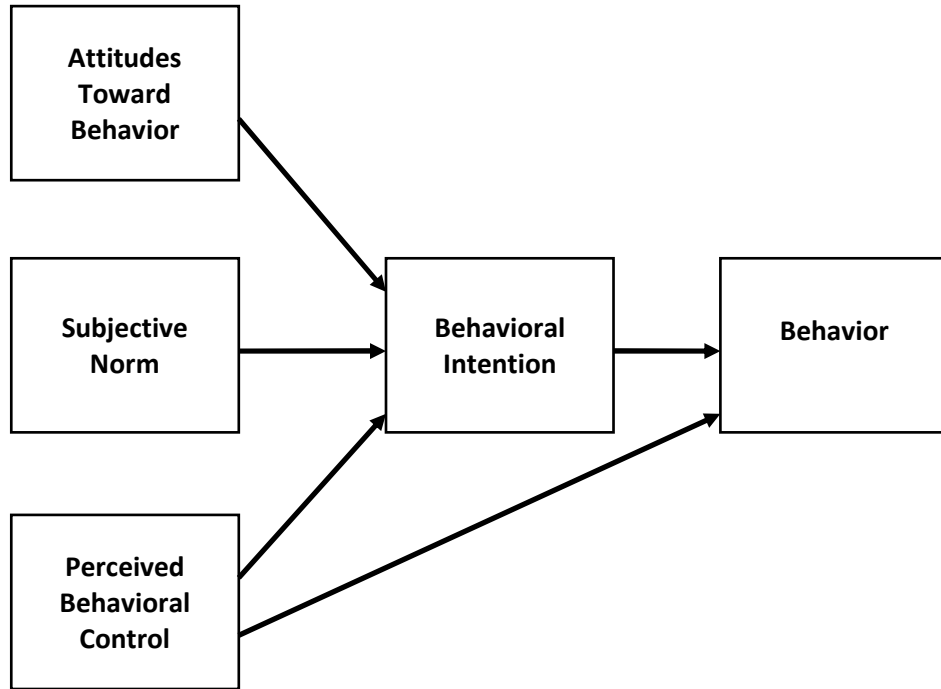 Attitudes
Toward
Behavior
Subjective
Norm
Behavioral
Intention
Behavior
Perceived
Behavioral
Control